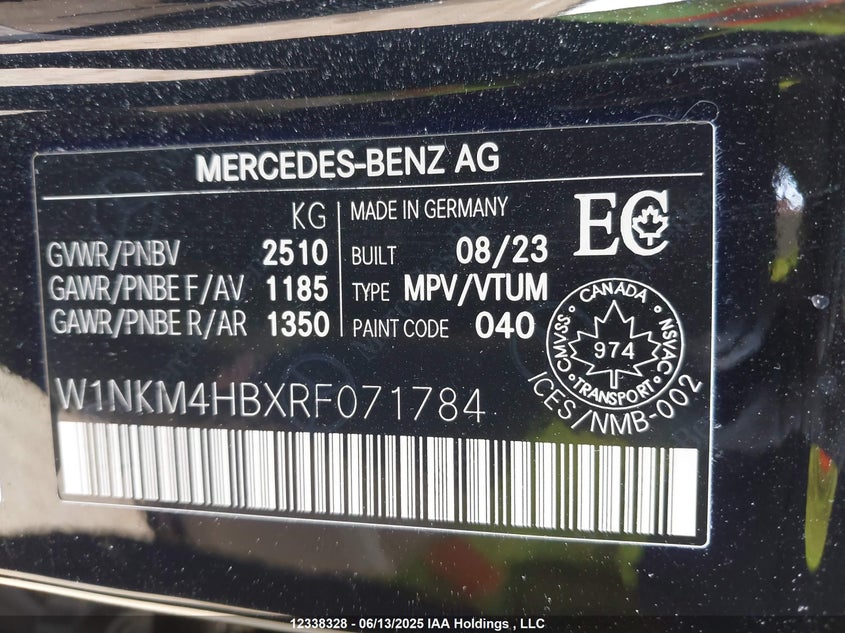 MERCEDES-BENZ AG
KG
GVWR/PNBV 2510
GAWR/PNBE F/AV 1185
GAWR/PNBE R/AR 1350
MADE IN GERMANY
BUILT 08/23
TYPE MPV/VTUM
PAINT CODE 040
EC
CANADA
CMVSS 974 NSVAC
TRANSPORT
ICES/NMB-002
W1NKM4HBXRF071784
12338328 - 06/13/2025 IAA Holdings , LLC